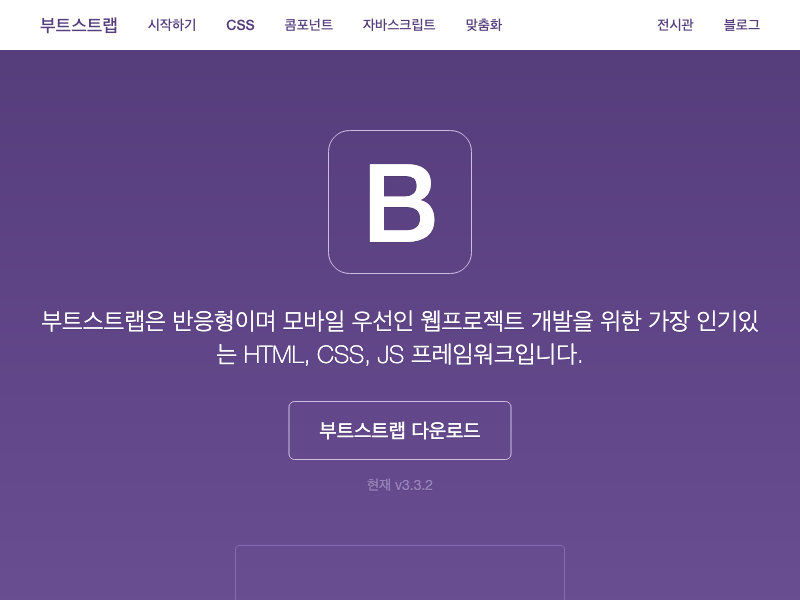 부트스트랩 시작하기 CSS 콤포넌트 자바스크립트 맞춤화 전시관 블로그
B
부트스트랩은 반응형이며 모바일 우선인 웹프로젝트 개발을 위한 가장 인기있
는 HTML, CSS, JS 프레임워크입니다.
부트스트랩 다운로드
현재 v3.3.2